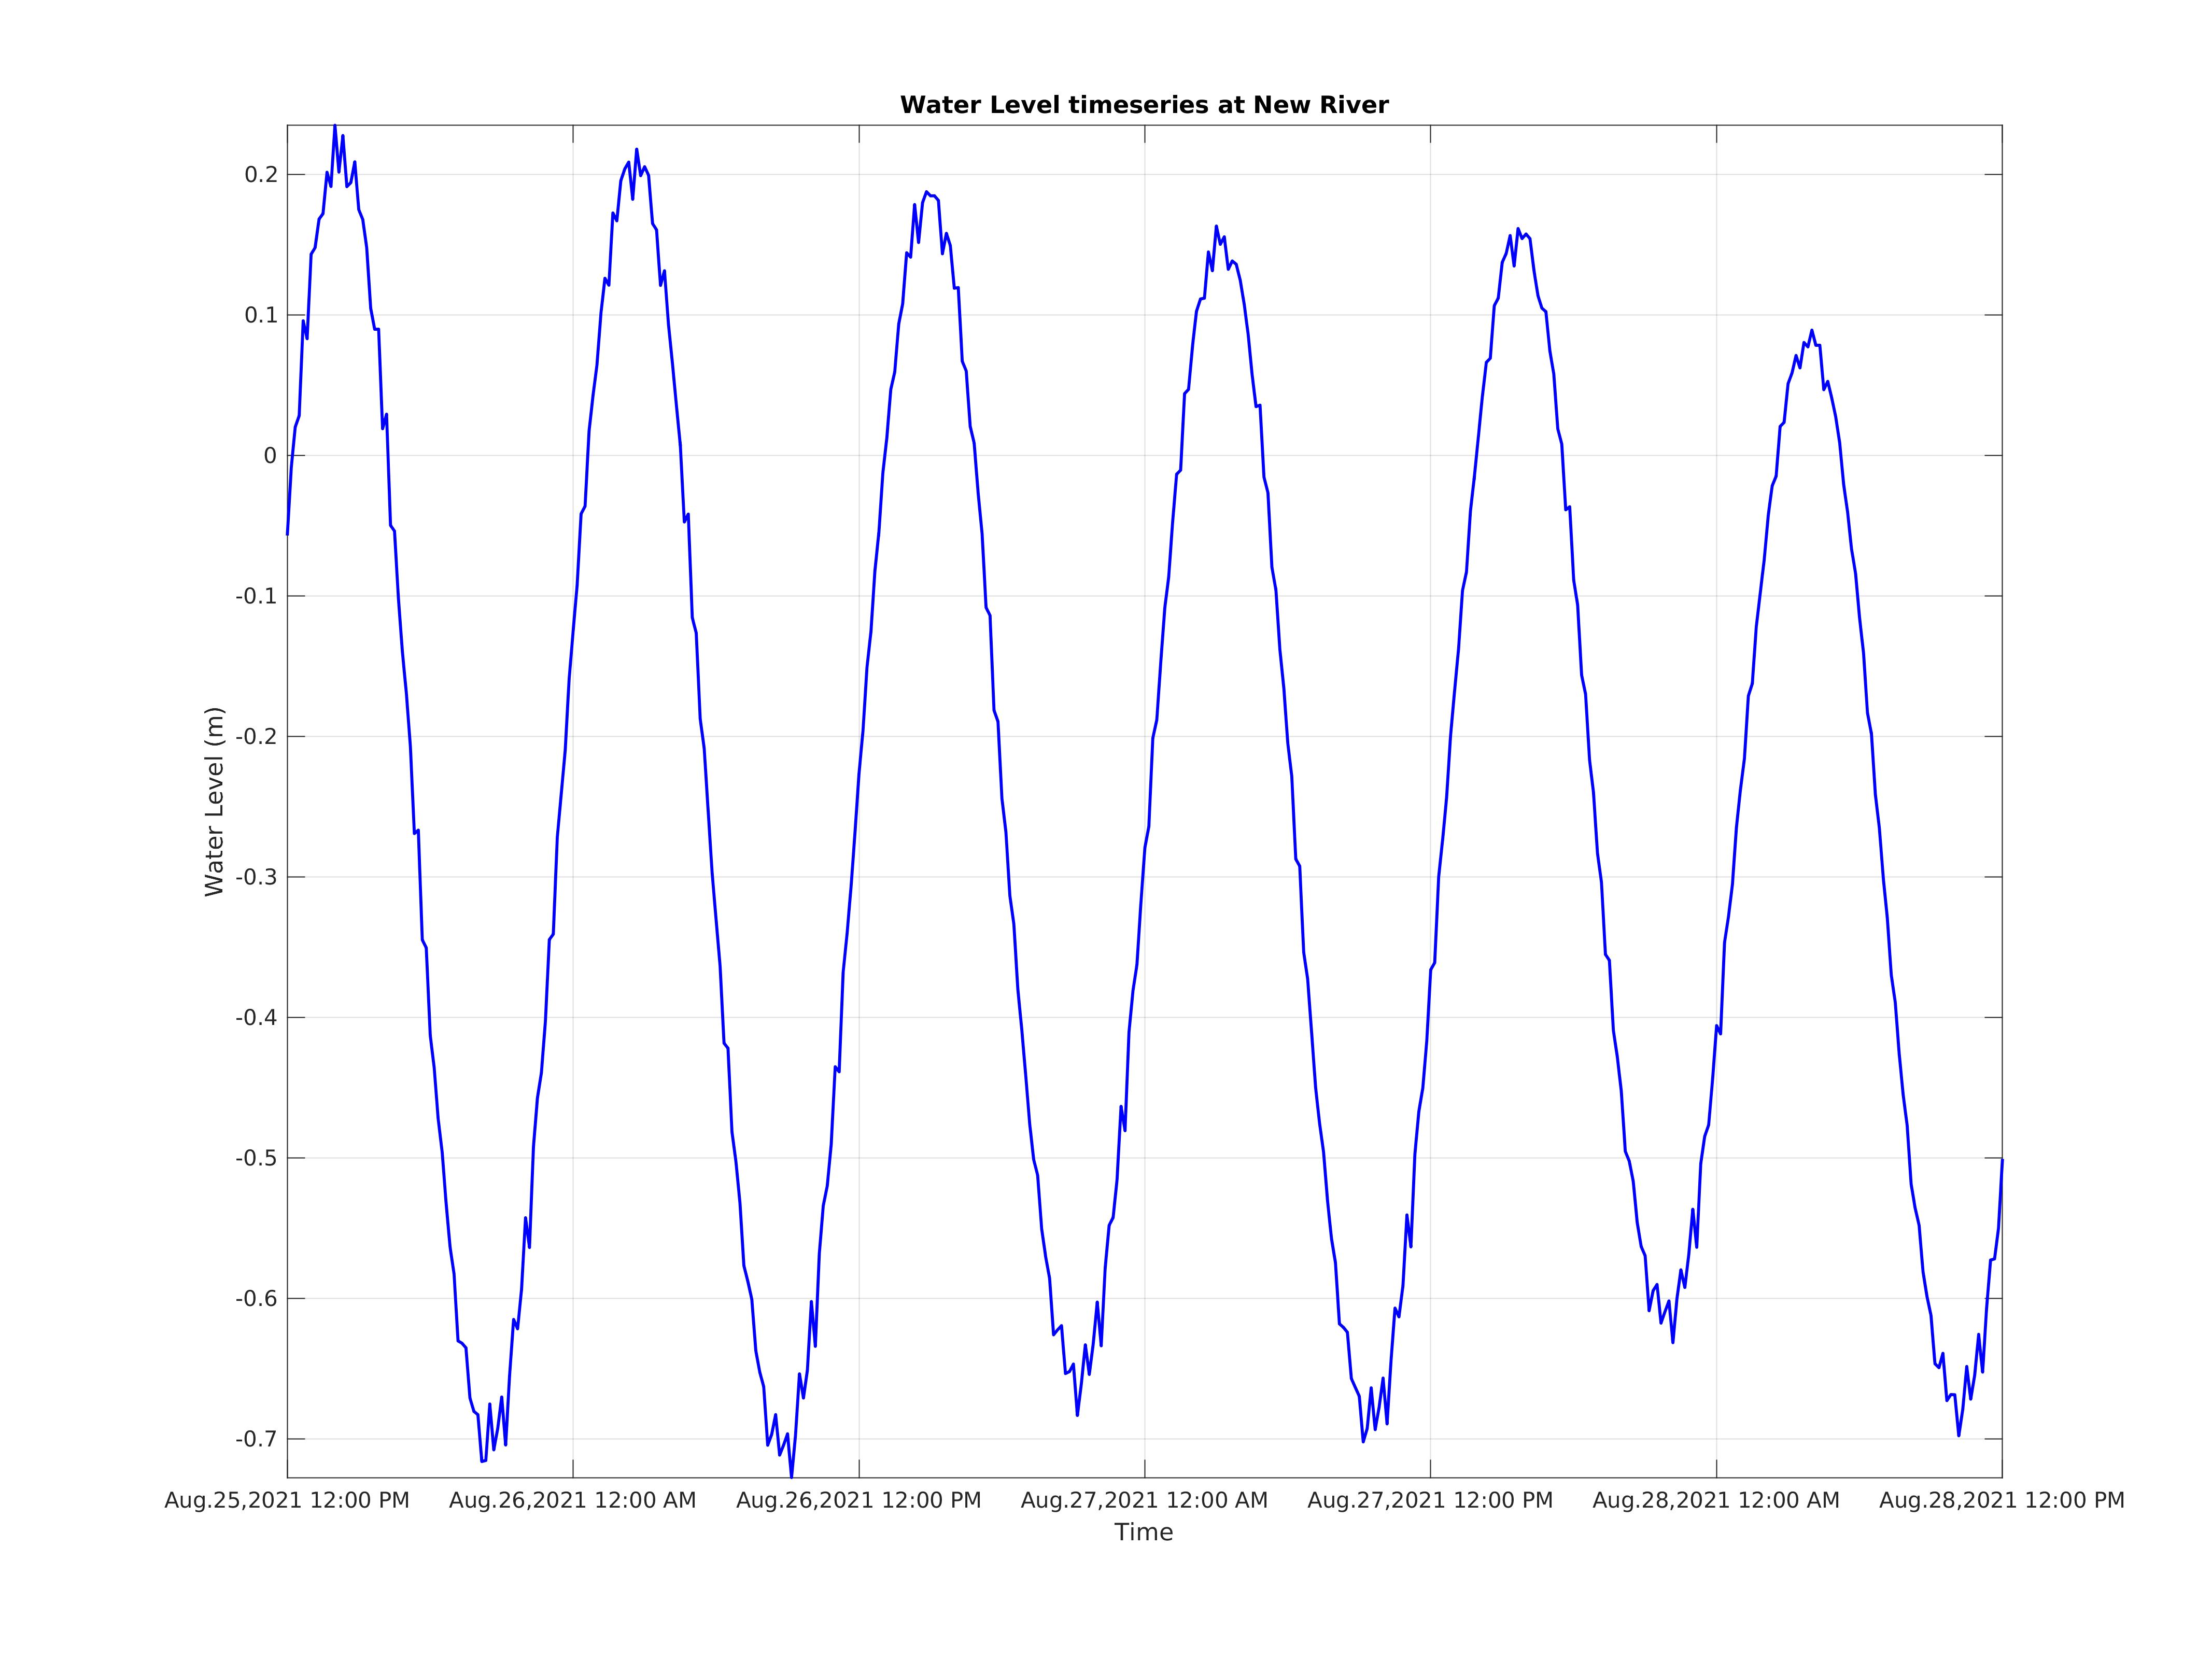 Water Level timeseries at New River
0.2
0.1
0
-0.1
-0.2
-0.3
-0.4
-0.5
-0.6
-0.7
Water Level (m)
Aug.25,2021 12:00 PM Aug.26,2021 12:00 AM Aug.26,2021 12:00 PM Aug.27,2021 12:00 AM Aug.27,2021 12:00 PM Aug.28,2021 12:00 AM Aug.28,2021 12:00 PM
Time